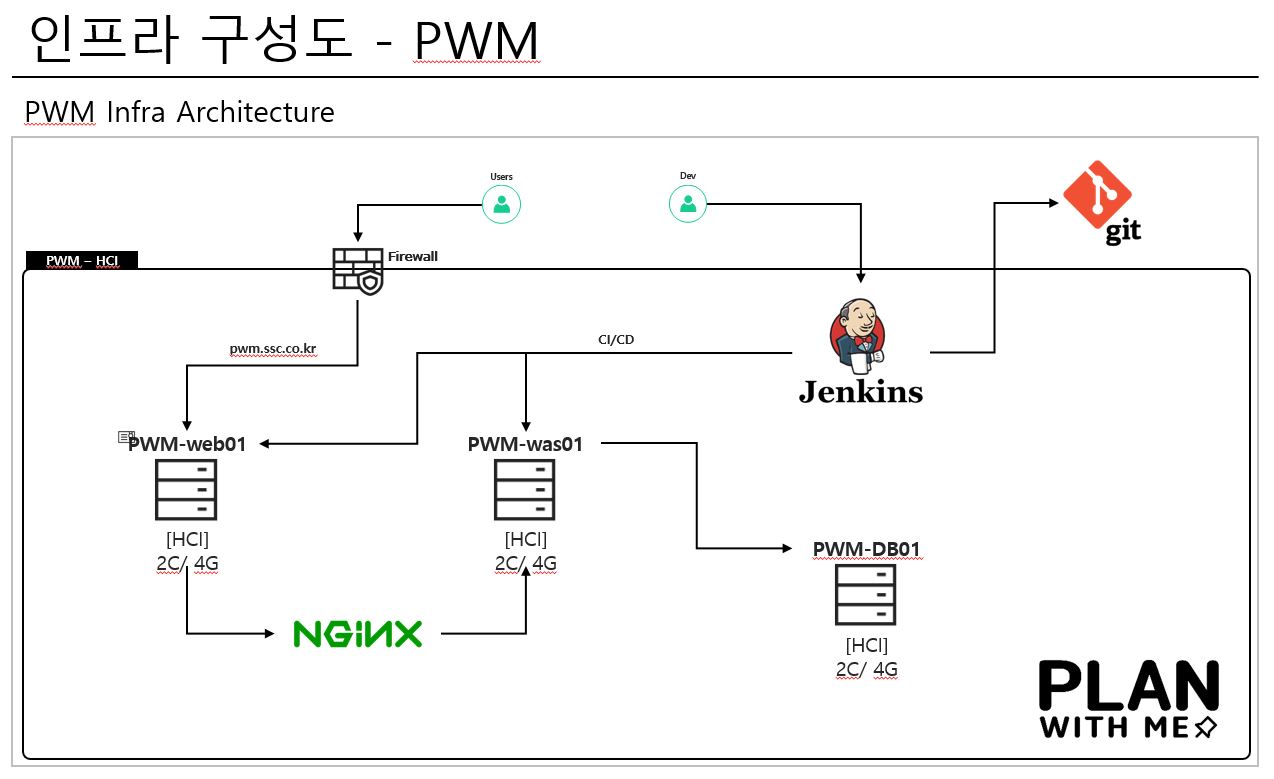 인프라 구성도 - PWM
PWM Infra Architecture
Users
Dev
git
PWM – HCI
Firewall
CI/CD
pwm.ssc.co.kr
Jenkins
PWM-web01
PWM-was01
[HCI]
2C/ 4G
[HCI]
2C/ 4G
PWM-DB01
NGINX
[HCI]
2C/ 4G
PLAN
WITH ME